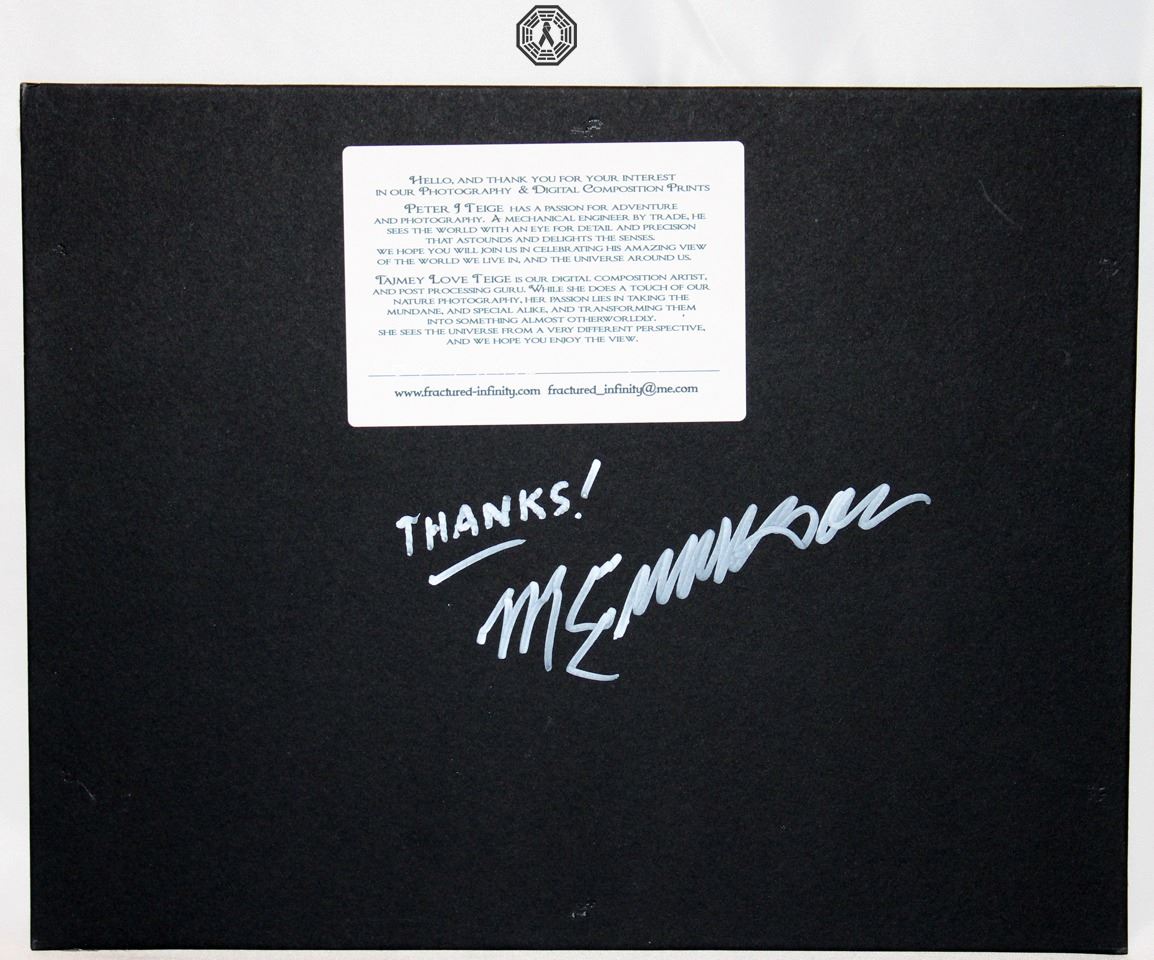 HELLO, AND THANK YOU FOR YOUR INTEREST
IN OUR PHOTOGRAPHY & DIGITAL COMPOSITION PRINTS
PETER J TEIGE HAS A PASSION FOR ADVENTURE
AND PHOTOGRAPHY. A MECHANICAL ENGINEER BY TRADE, HE
SEES THE WORLD WITH AN EYE FOR DETAIL AND PRECISION
THAT ASTOUNDS AND DELIGHTS THE SENSES.
WE HOPE YOU WILL JOIN US IN CELEBRATING HIS AMAZING VIEW
OF THE WORLD WE LIVE IN, AND THE UNIVERSE AROUND US.
TAJMEY LOVE TEIGE IS OUR DIGITAL COMPOSITION ARTIST,
AND POST PROCESSING GURU. WHILE SHE DOES A TOUCH OF OUR
NATURE PHOTOGRAPHY, HER PASSION LIES IN TAKING THE
MUNDANE, AND SPECIAL ALIKE, AND TRANSFORMING THEM
INTO SOMETHING ALMOST OTHERWORLDLY.
SHE SEES THE UNIVERSE FROM A VERY DIFFERENT PERSPECTIVE,
AND WE HOPE YOU ENJOY THE VIEW.
www.fractured-infinity.com fractured_infinity@me.com
THANKS!